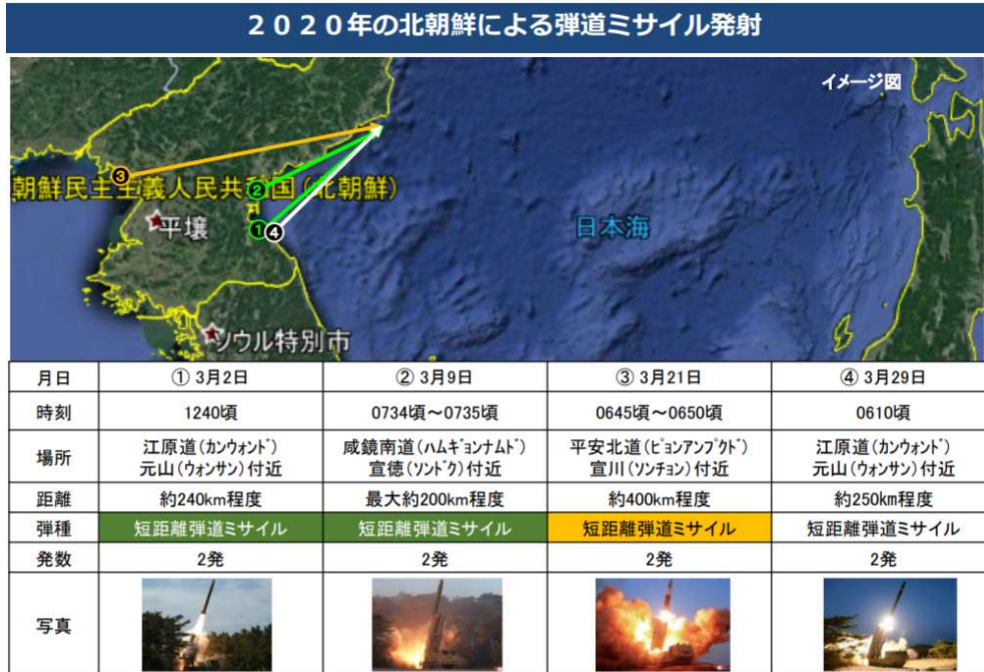 ２０２０年の北朝鮮による弾道ミサイル発射
イメージ図
③
朝鮮民主主義人民共和国(北朝鮮)
②
平壌
①④
日本海
ソウル特別市
月日 ① 3月2日 ② 3月9日 ③ 3月21日 ④ 3月29日
時刻 1240頃 0734頃～0735頃 0645頃～0650頃 0610頃
場所 江原道(ｶﾝｳｫﾝﾄﾞ) 咸鏡南道(ﾊﾑｷﾞｮﾝﾅﾑﾄﾞ) 平安北道(ﾋﾟｮﾝｱﾝﾌﾞｸﾄﾞ) 江原道(ｶﾝｳｫﾝﾄﾞ)
元山(ｳｫﾝｻﾝ)付近 宣徳(ｿﾝﾄﾞｸ)付近 宣川(ｿﾝﾁｮﾝ)付近 元山(ｳｫﾝｻﾝ)付近
距離 約240km程度 最大約200km程度 約400km程度 約250km程度
弾種 短距離弾道ミサイル 短距離弾道ミサイル 短距離弾道ミサイル 短距離弾道ミサイル
発数 2発 2発 2発 2発
写真